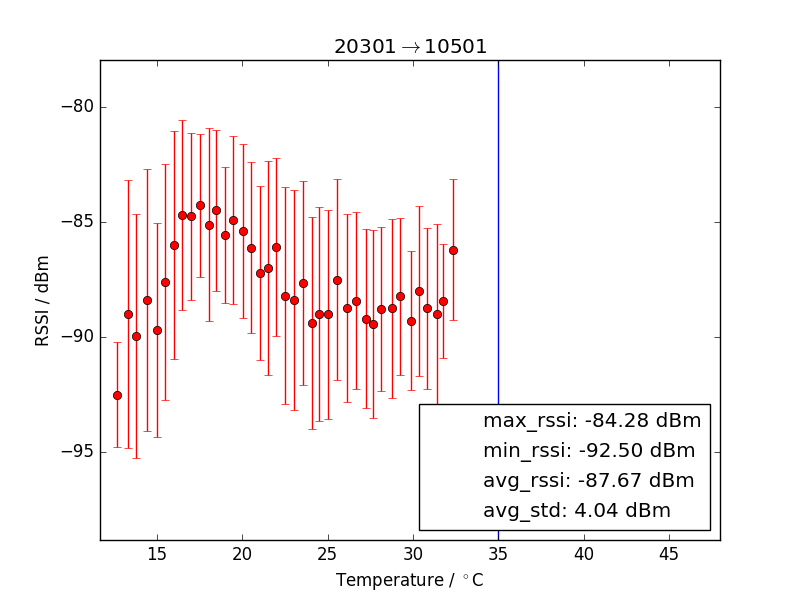 20301→10501
−80
−85
−90
−95
RSSI / dBm
max_rssi: -84.28 dBm
min_rssi: -92.50 dBm
avg_rssi: -87.67 dBm
avg_std: 4.04 dBm
15 20 25 30 35 40 45
Temperature / °C